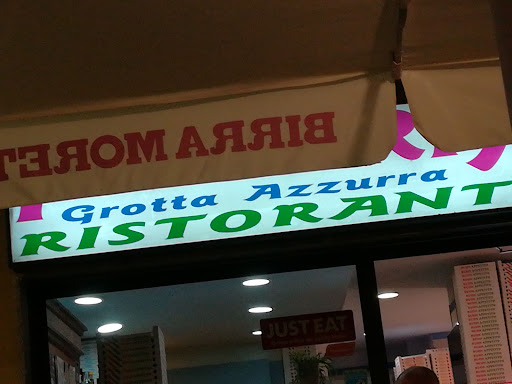 BIRRA MORET
Grotta Azzurra
RISTORANT
JUST EAT